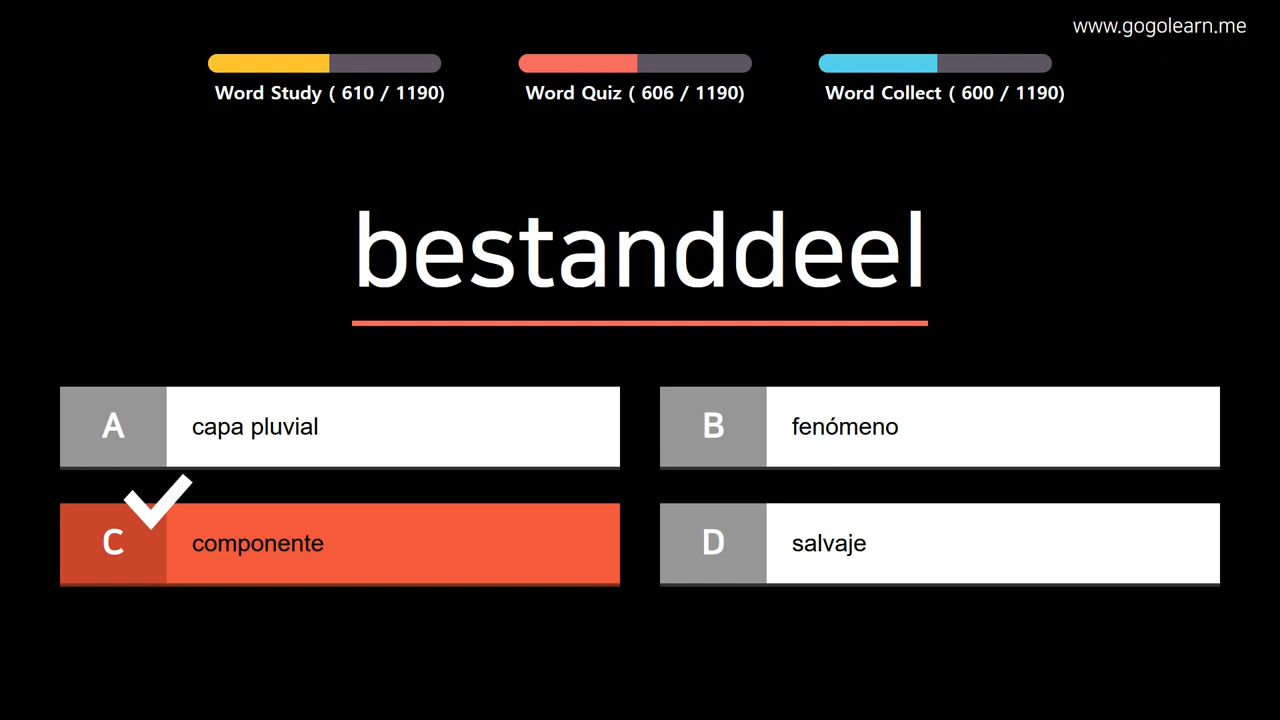 www.gogolearn.me
Word Study ( 610 / 1190)
Word Quiz ( 606 / 1190)
Word Collect ( 600 / 1190)
bestanddeel
A capa pluvial
B fenómeno
C componente
D salvaje